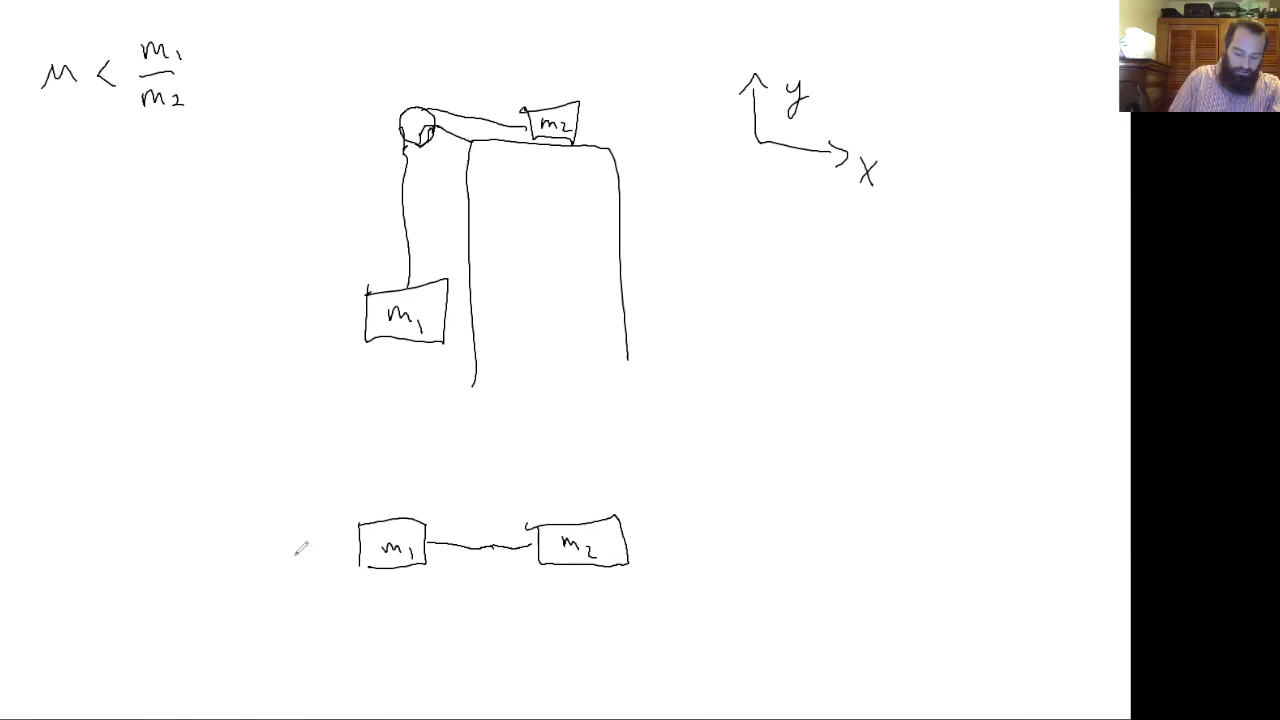 μ < m₁/m₂
m₂
y
x
m₁
m₁ m₂